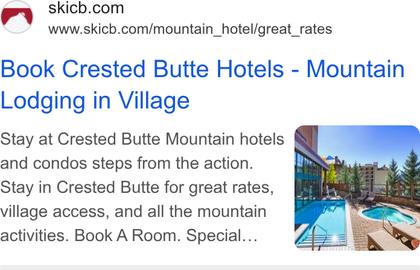 skicb.com
www.skicb.com/mountain_hotel/great_rates
Book Crested Butte Hotels - Mountain
Lodging in Village
Stay at Crested Butte Mountain hotels
and condos steps from the action.
Stay in Crested Butte for great rates,
village access, and all the mountain
activities. Book A Room. Special…